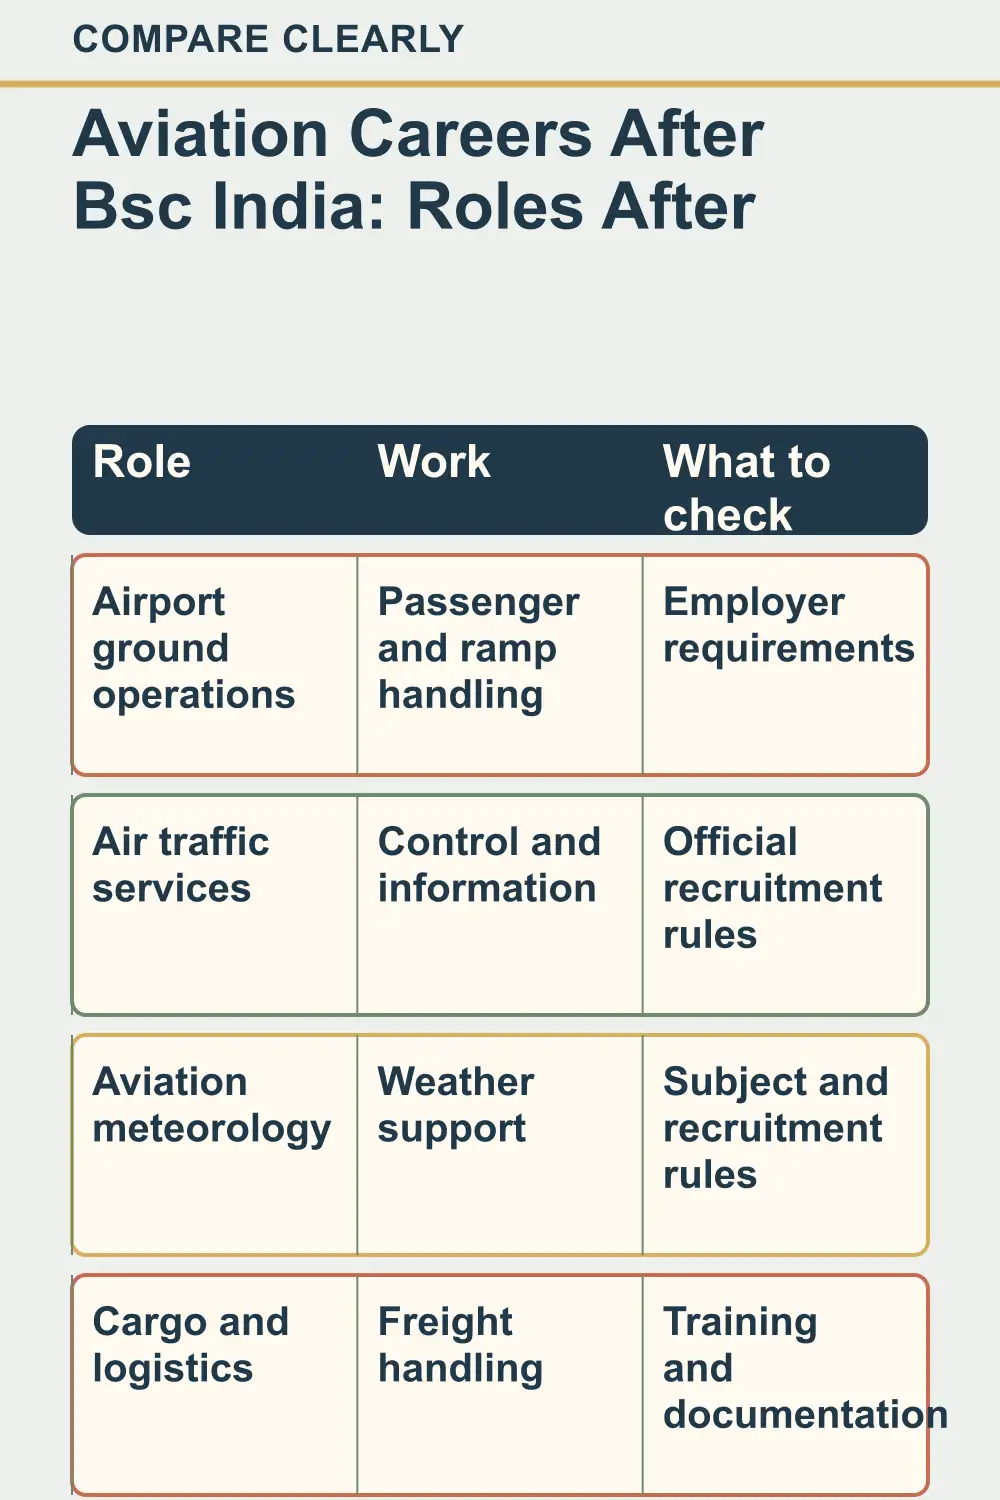 COMPARE CLEARLY
Aviation Careers After
Bsc India: Roles After
Role
Work
What to
check
Airport
ground
operations
Passenger
and ramp
handling
Employer
requirements
Air traffic
services
Control and
information
Official
recruitment
rules
Aviation
meteorology
Weather
support
Subject and
recruitment
rules
Cargo and
logistics
Freight
handling
Training
and
documentation